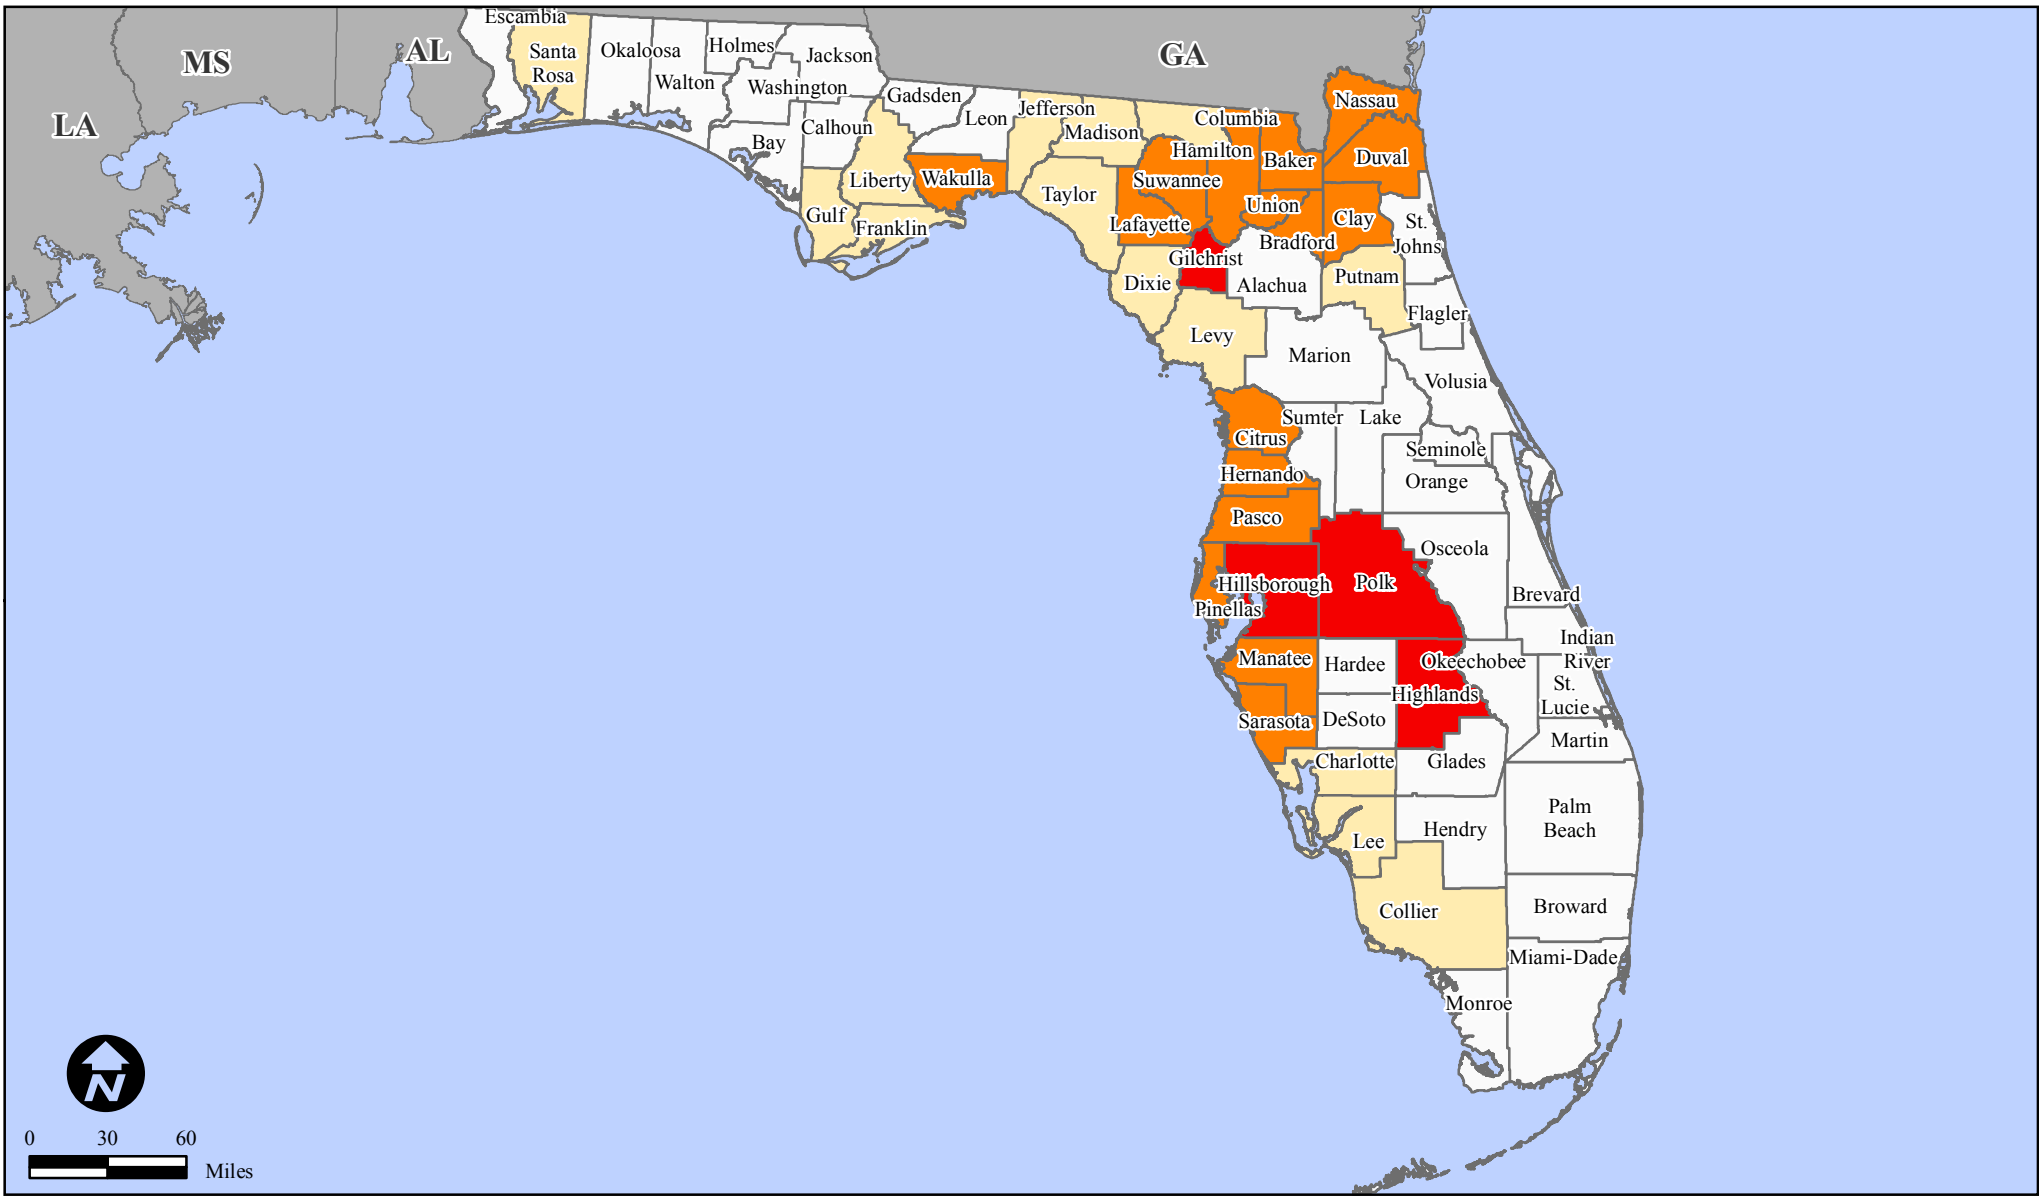 Escambia
MS
AL
GA
LA
Santa
Rosa
Okaloosa
Walton
Holmes
Jackson
Washington
Bay
Calhoun
Gadsden
Leon
Liberty
Gulf
Franklin
Wakulla
Jefferson
Madison
Taylor
Columbia
Hamilton
Suwannee
Lafayette
Baker
Nassau
Duval
Union
Clay
Bradford
St.
Johns
Gilchrist
Dixie
Alachua
Putnam
Flagler
Levy
Marion
Volusia
Citrus
Sumter
Lake
Seminole
Orange
Hernando
Pasco
Osceola
Hillsborough
Polk
Pinellas
Brevard
Indian
River
Manatee
Hardee
Okeechobee
Highlands
St.
Lucie
Sarasota
DeSoto
Martin
Charlotte
Glades
Palm
Beach
Lee
Hendry
Collier
Broward
Miami-Dade
Monroe
N
0 30 60
Miles